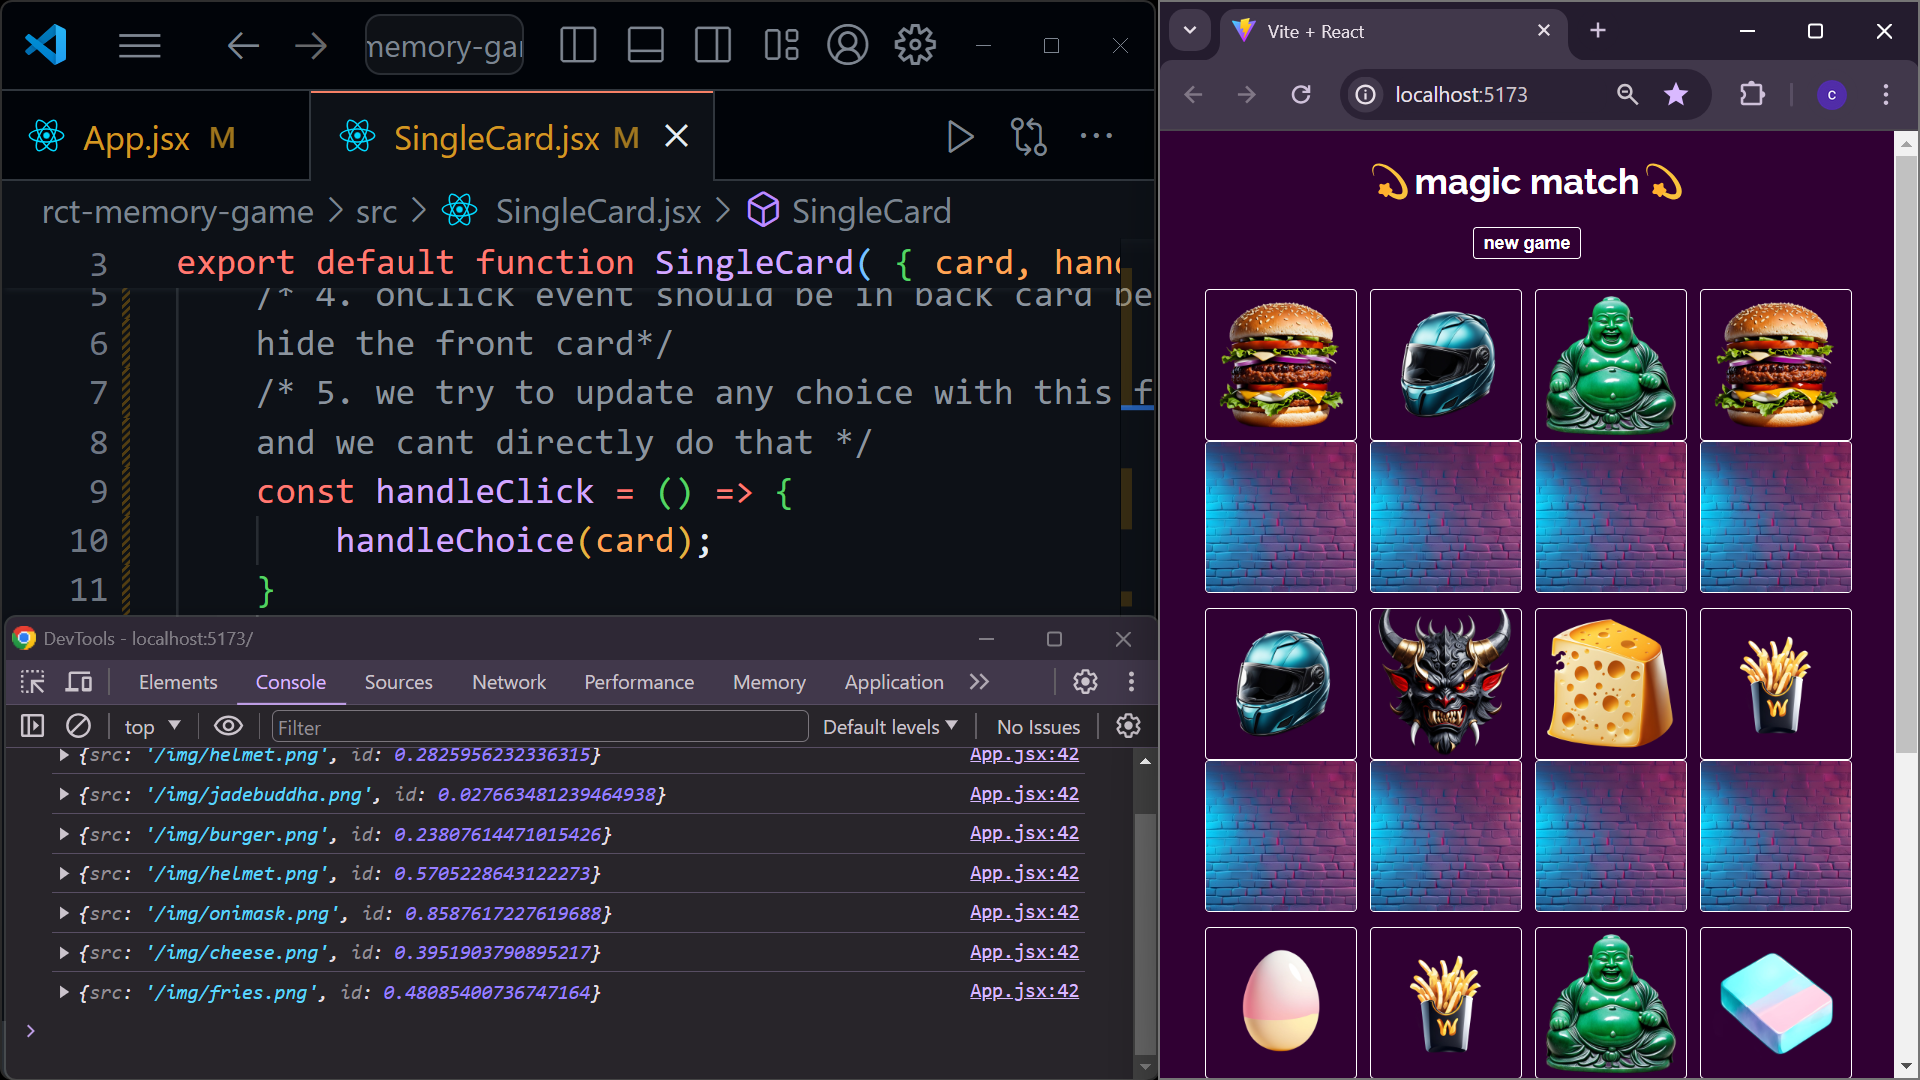 memory-gam
App.jsx M
SingleCard.jsx M
rct-memory-game > src > SingleCard.jsx > SingleCard
3 export default function SingleCard( { card, hand
5 /* 4. onClick event should be in back card be
6 hide the front card*/
7 /* 5. we try to update any choice with this f
8 and we cant directly do that */
9 const handleClick = () => {
10 handleChoice(card);
11 }
DevTools - localhost:5173/
Elements Console Sources Network Performance Memory Application
top Filter Default levels No Issues
{src: '/img/helmet.png', id: 0.2825956232336315} App.jsx:42
{src: '/img/jadebuddha.png', id: 0.027663481239464938} App.jsx:42
{src: '/img/burger.png', id: 0.23807614471015426} App.jsx:42
{src: '/img/helmet.png', id: 0.5705228643122273} App.jsx:42
{src: '/img/onimask.png', id: 0.8587617227619688} App.jsx:42
{src: '/img/cheese.png', id: 0.3951903790895217} App.jsx:42
{src: '/img/fries.png', id: 0.48085400736747164} App.jsx:42
Vite + React
localhost:5173
c
magic match
new game
W
W